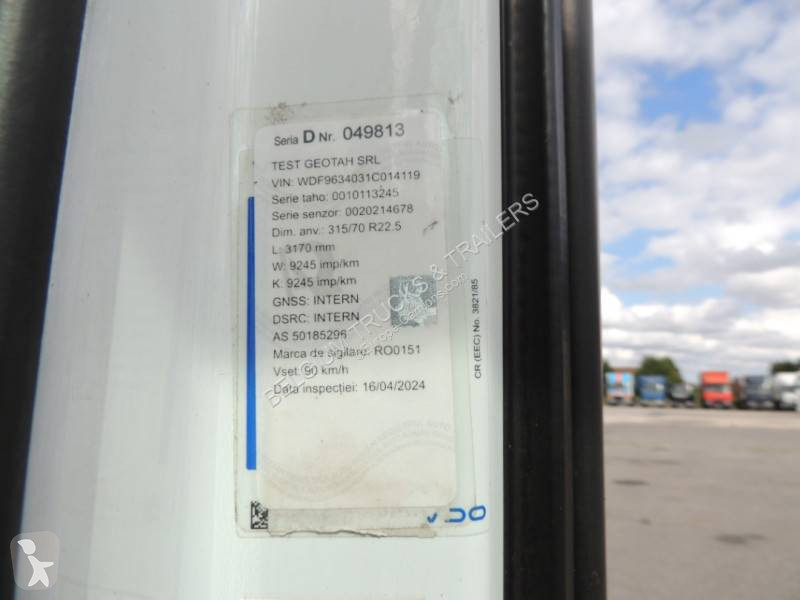 Seria D Nr. 049813
TEST GEOTAH SRL
VIN: WDF9634031C014119
Serie taho: 0010113245
Serie senzor: 0020214678
Dim. anv.: 315/70 R22.5
L: 3170 mm
W: 9245 imp/km
K: 9245 imp/km
GNSS: INTERN
DSRC: INTERN
AS 50185296
Marca de sigilare: RO0151
Vset: 90 km/h
Data inspecției: 16/04/2024
CR (EEC) No. 3821/85
VDO
BELGIUM TRUCKS & TRAILERS